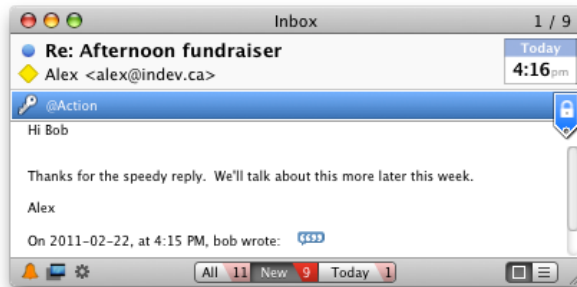 Inbox
1 / 9
Re: Afternoon fundraiser
Today
Alex <alex@indev.ca>
4:16pm
@Action
Hi Bob
Thanks for the speedy reply.  We'll talk about this more later this week.
Alex
On 2011-02-22, at 4:15 PM, bob wrote:
All 11 New 9 Today 1